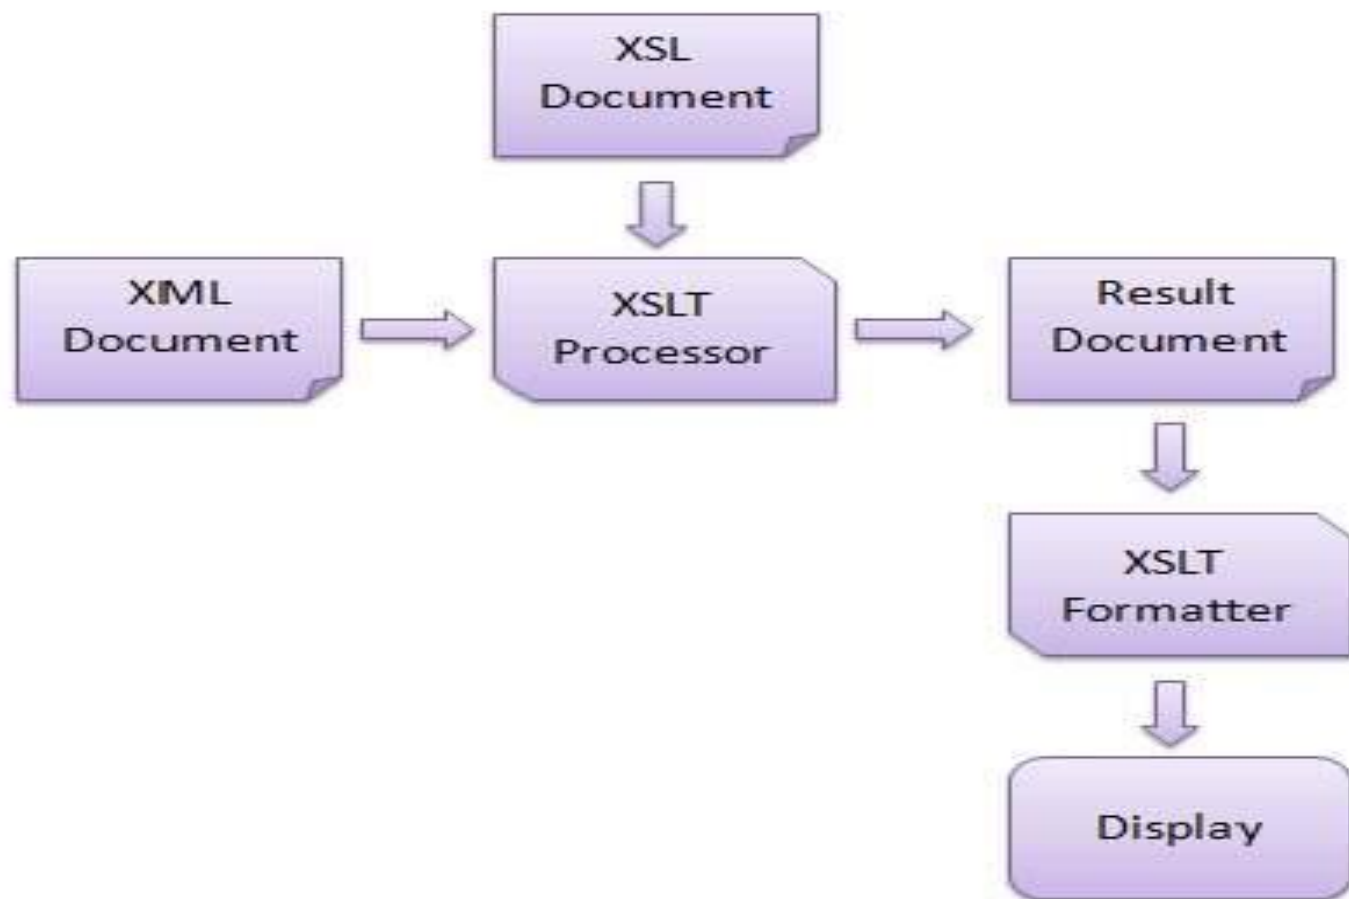 XSL
Document
XML
Document
XSLT
Processor
Result
Document
XSLT
Formatter
Display